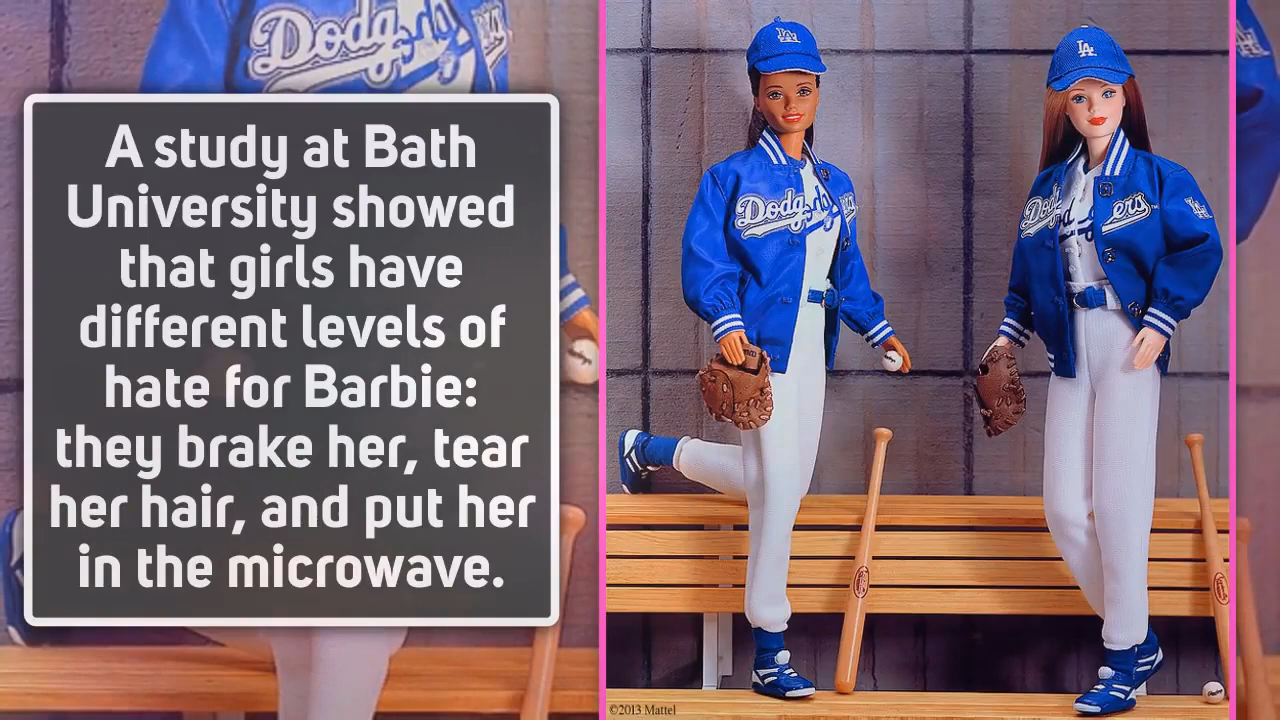 A study at Bath
University showed
that girls have
different levels of
hate for Barbie:
they brake her, tear
her hair, and put her
in the microwave.
Dodgers
LA
LA
Dodgers
LA
©2013 Mattel